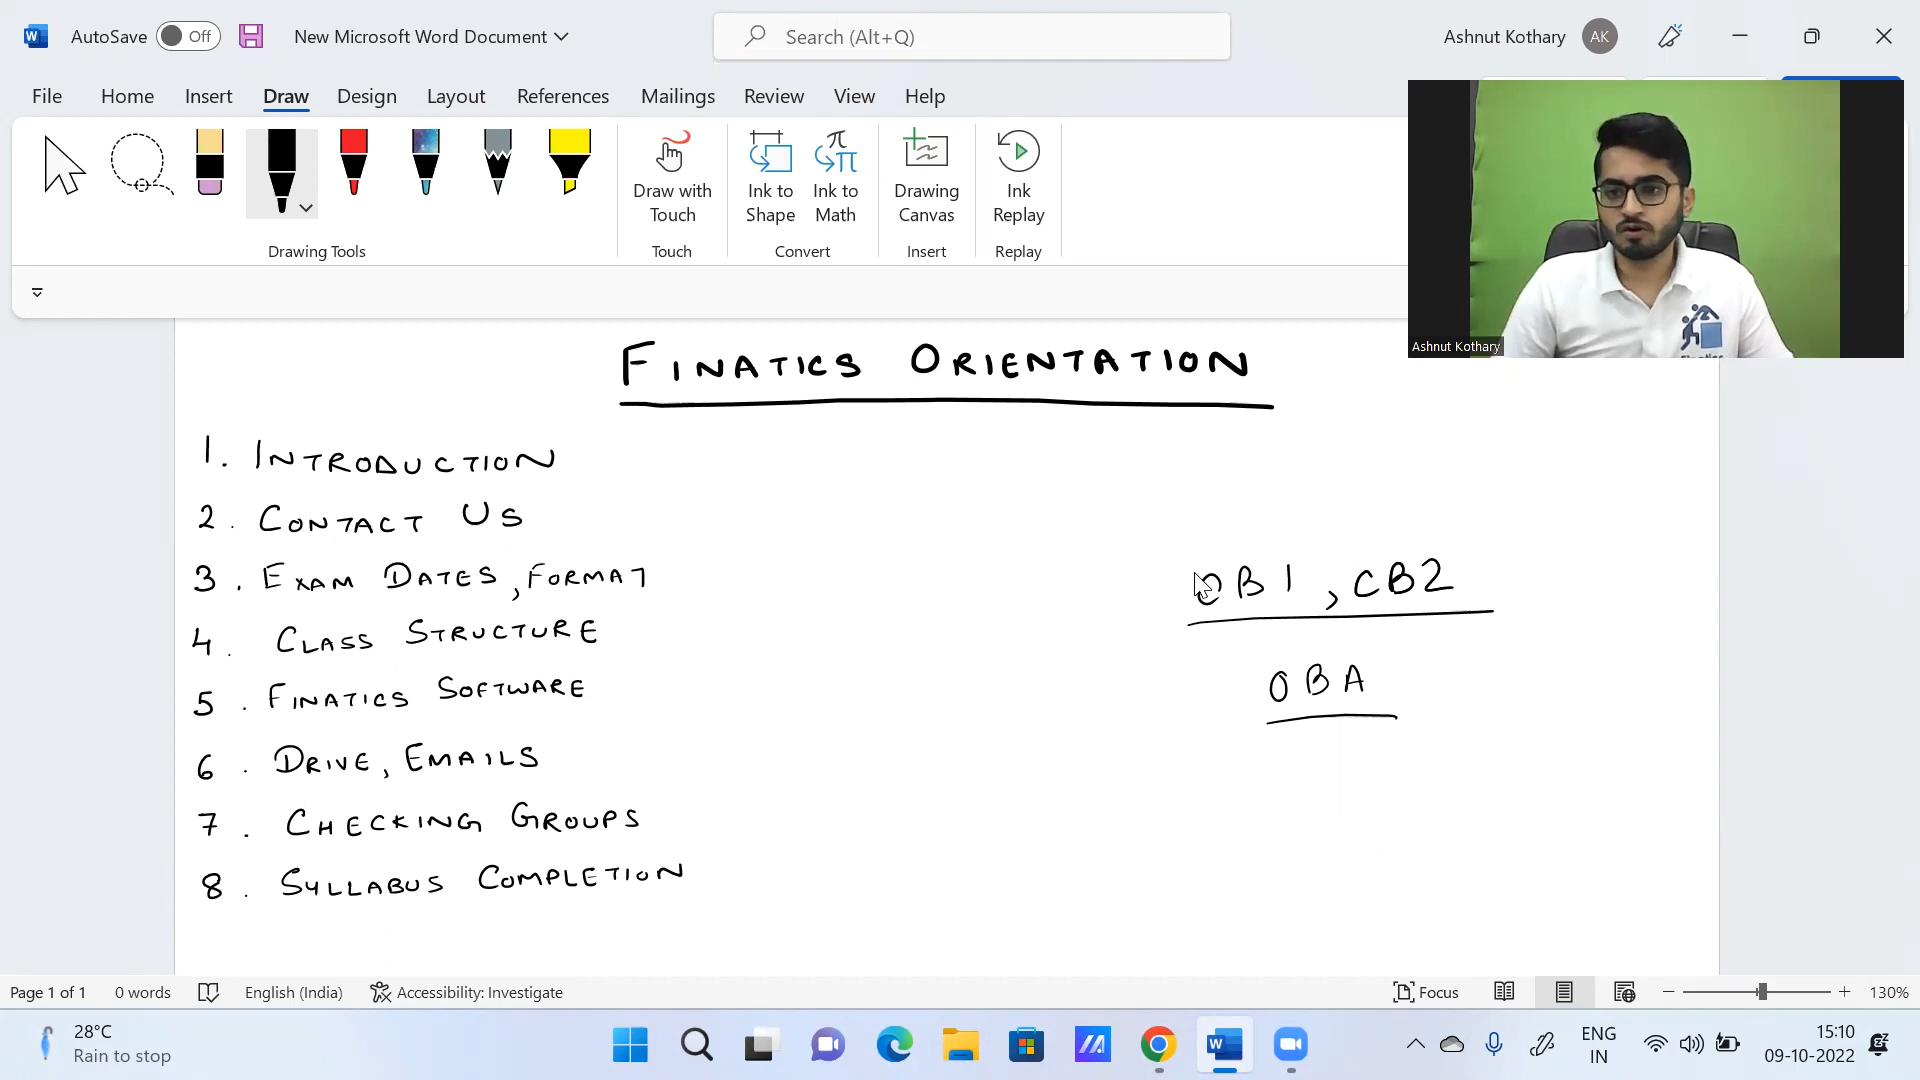 AutoSave Off New Microsoft Word Document Search (Alt+Q) Ashnut Kothary AK
File Home Insert Draw Design Layout References Mailings Review View Help
Draw with Touch
Ink to Shape
Ink to Math
Drawing Canvas
Ink Replay
Drawing Tools Touch Convert Insert Replay
Ashnut Kothary
FINATICS ORIENTATION
1. INTRODUCTION
2. CONTACT US
3. EXAM DATES, FORMAT
4. CLASS STRUCTURE
5. FINATICS SOFTWARE
6. DRIVE, EMAILS
7. CHECKING GROUPS
8. SYLLABUS COMPLETION
B1, CB2
OBA
Page 1 of 1 0 words English (India) Accessibility: Investigate Focus 130%
28°C
Rain to stop
ENG
IN
15:10
09-10-2022